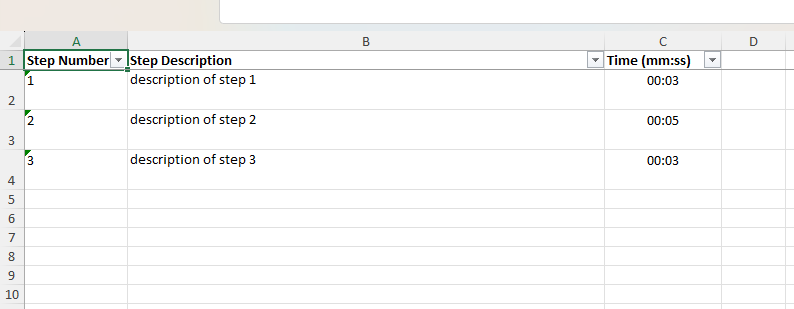 A B C D
1 Step Number Step Description Time (mm:ss)
2 1 description of step 1 00:03
3 2 description of step 2 00:05
4 3 description of step 3 00:03
5
6
7
8
9
10